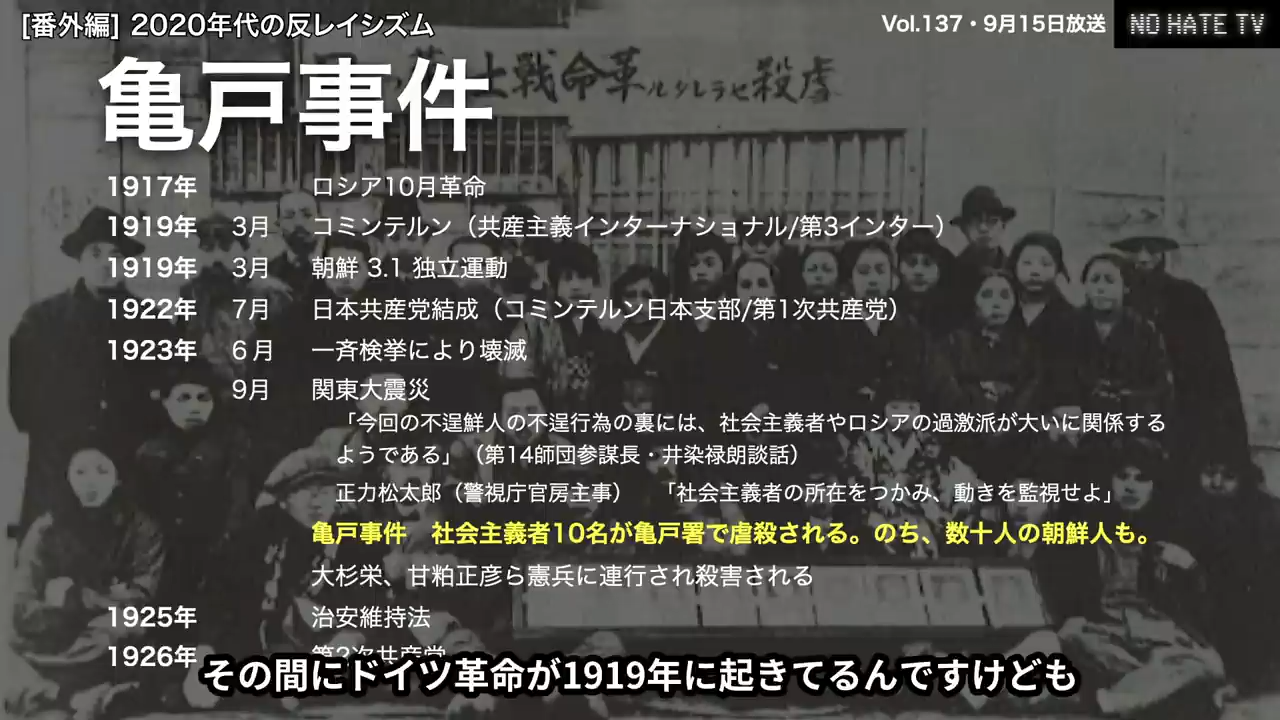 [番外編] 2020年代の反レイシズム
Vol.137・9月15日放送
NO HATE TV
亀戸事件
士戦命革ルタレラセ殺虐
1917年 ロシア10月革命
1919年 3月 コミンテルン（共産主義インターナショナル/第3インター）
1919年 3月 朝鮮 3.1 独立運動
1922年 7月 日本共産党結成（コミンテルン日本支部/第1次共産党）
1923年 6月 一斉検挙により壊滅
9月 関東大震災
「今回の不逞鮮人の不逞行為の裏には、社会主義者やロシアの過激派が大いに関係する
ようである」（第14師団参謀長・井染禄朗談話）
正力松太郎（警視庁官房主事） 「社会主義者の所在をつかみ、動きを監視せよ」
亀戸事件 社会主義者10名が亀戸署で虐殺される。のち、数十人の朝鮮人も。
大杉栄、甘粕正彦ら憲兵に連行され殺害される
1925年 治安維持法
1926年 第2次共産党
その間にドイツ革命が1919年に起きてるんですけども